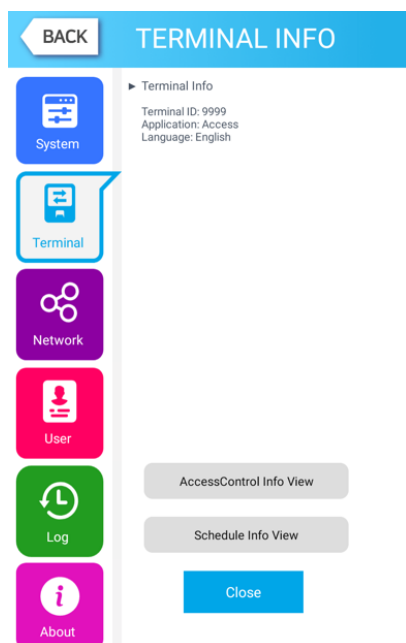 BACK
TERMINAL INFO
System
Terminal
Network
User
Log
About
► Terminal Info
Terminal ID: 9999
Application: Access
Language: English
AccessControl Info View
Schedule Info View
Close